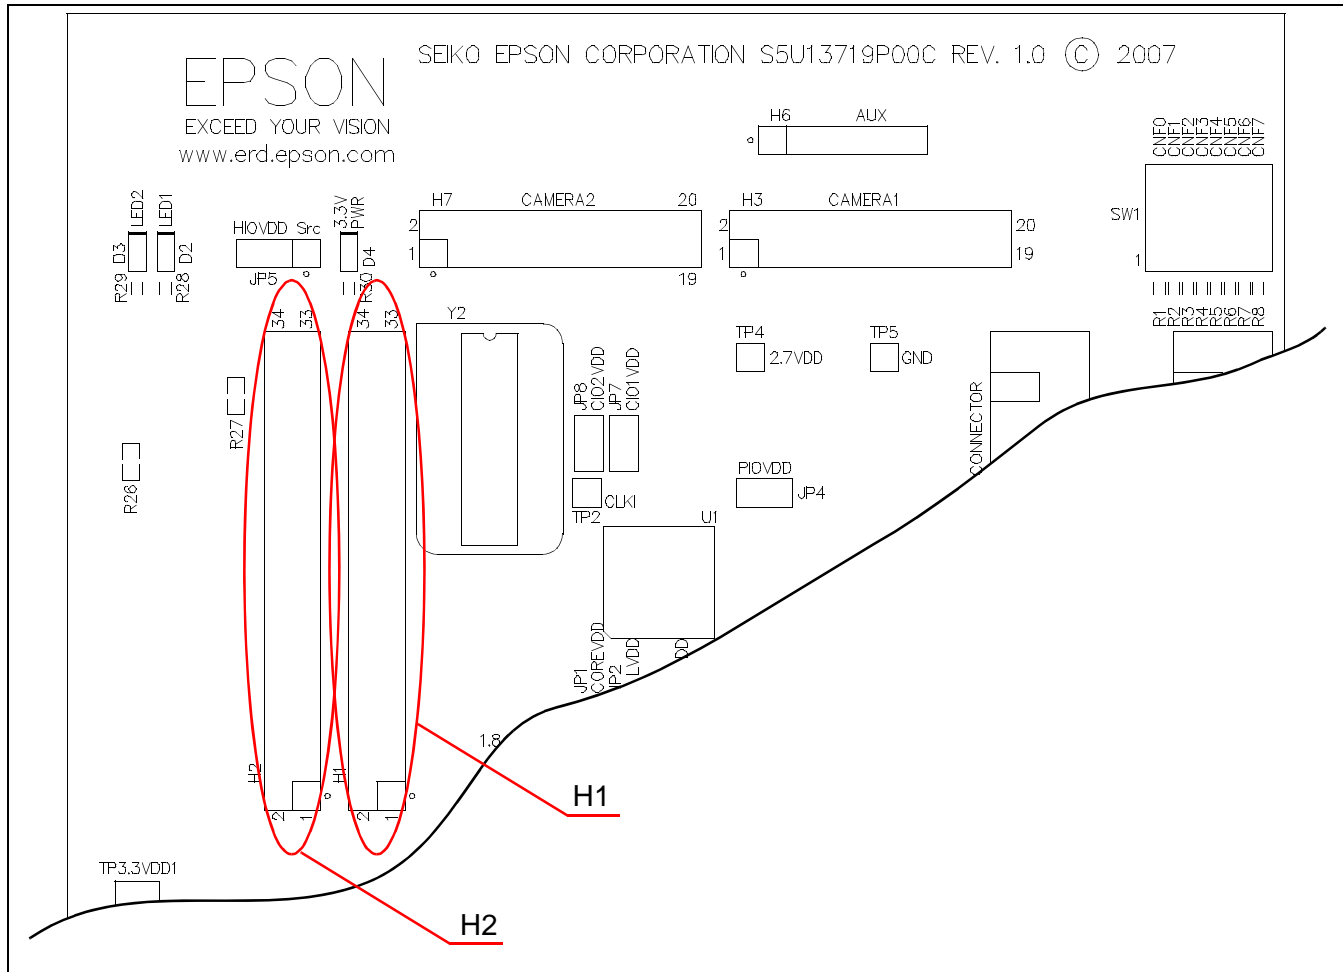 SEIKO EPSON CORPORATION S5U13719P00C REV. 1.0 © 2007
EPSON
EXCEED YOUR VISION
www.erd.epson.com
H6 AUX
CNF0
CNF1
CNF2
CNF3
CNF4
CNF5
CNF6
CNF7
SW1
1
LED2
LED1
D3
D2
R29
R28
HIOVDD Src
JP5
3.3V
PWR
D4
R30
H7 CAMERA2 20
2
1
19
H3 CAMERA1
2
1
20
19
R1
R2
R3
R4
R5
R6
R7
R8
34
33
34
33
Y2
TP4
2.7VDD
TP5
GND
JP8
CIO2VDD
JP7
CIO1VDD
CONNECTOR
R27
R26
PIOVDD
JP4
CLKI
TP2
U1
JP1
COREVDD
JP2
LVDD
DD
1.8
H2
H1
2
1
2
1
H1
TP3.3VDD1
H2